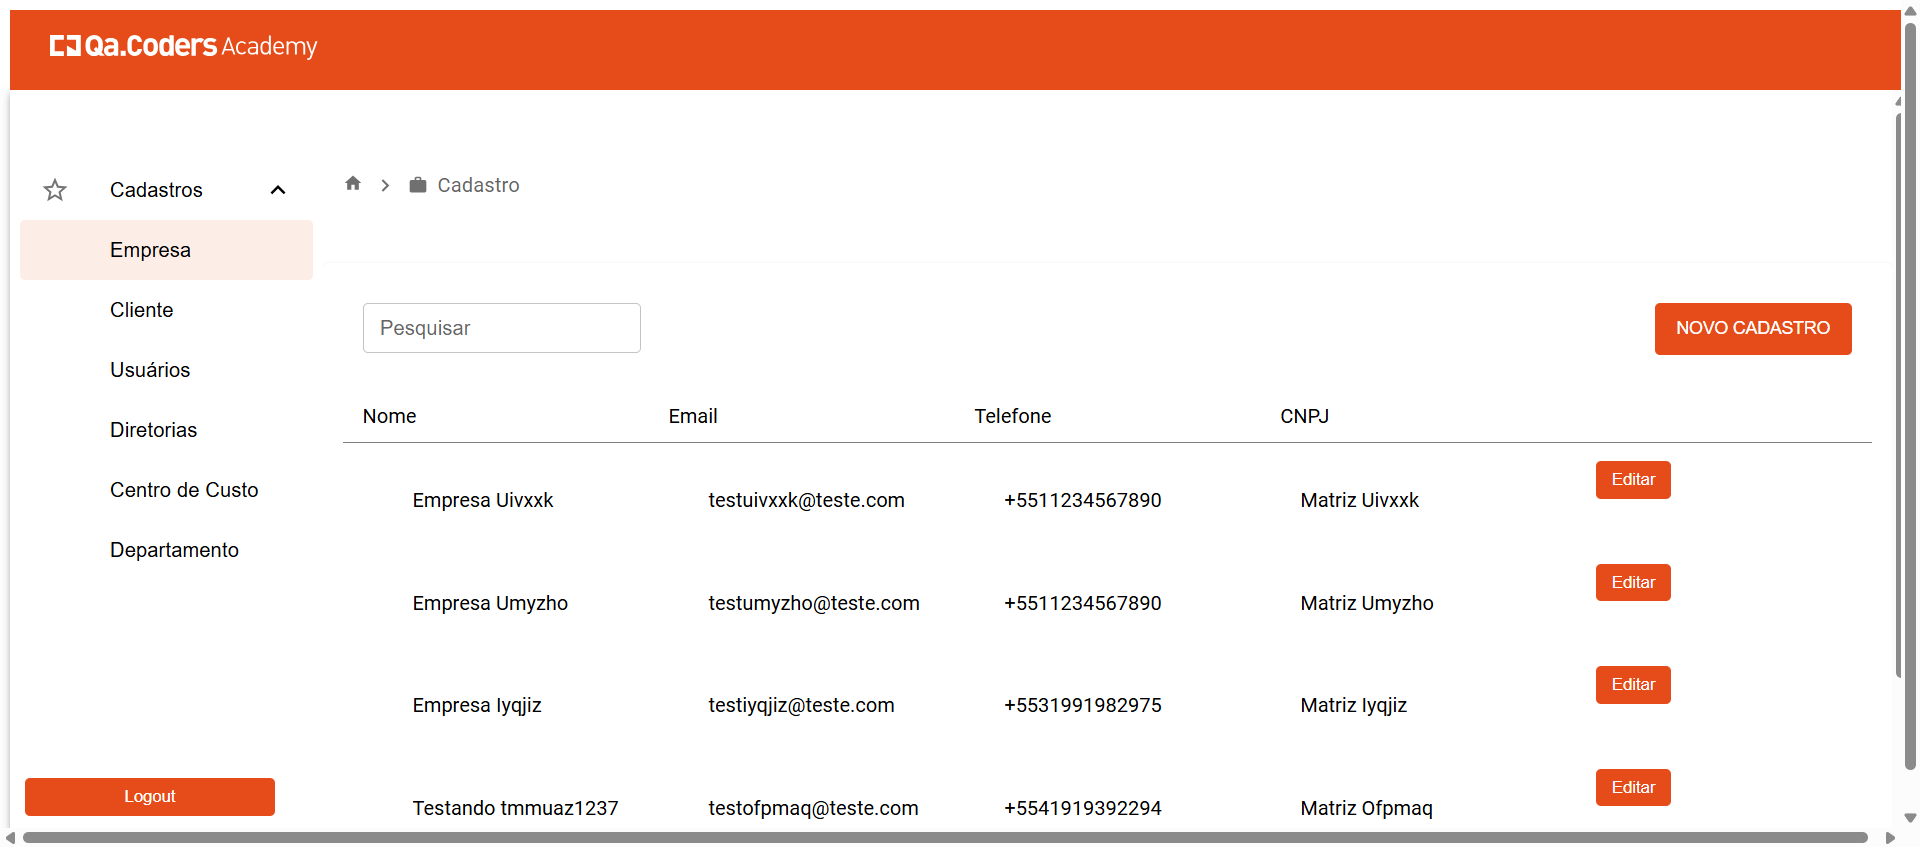 Qa.Coders Academy
Cadastros
Empresa
Cliente
Usuários
Diretorias
Centro de Custo
Departamento
Logout
Cadastro
Pesquisar
NOVO CADASTRO
Nome Email Telefone CNPJ
Empresa Uivxxk testuivxxk@teste.com +5511234567890 Matriz Uivxxk Editar
Empresa Umyzho testumyzho@teste.com +5511234567890 Matriz Umyzho Editar
Empresa Iyqjiz testiyqjiz@teste.com +5531991982975 Matriz Iyqjiz Editar
Testando tmmuaz1237 testofpmaq@teste.com +5541919392294 Matriz Ofpmaq Editar